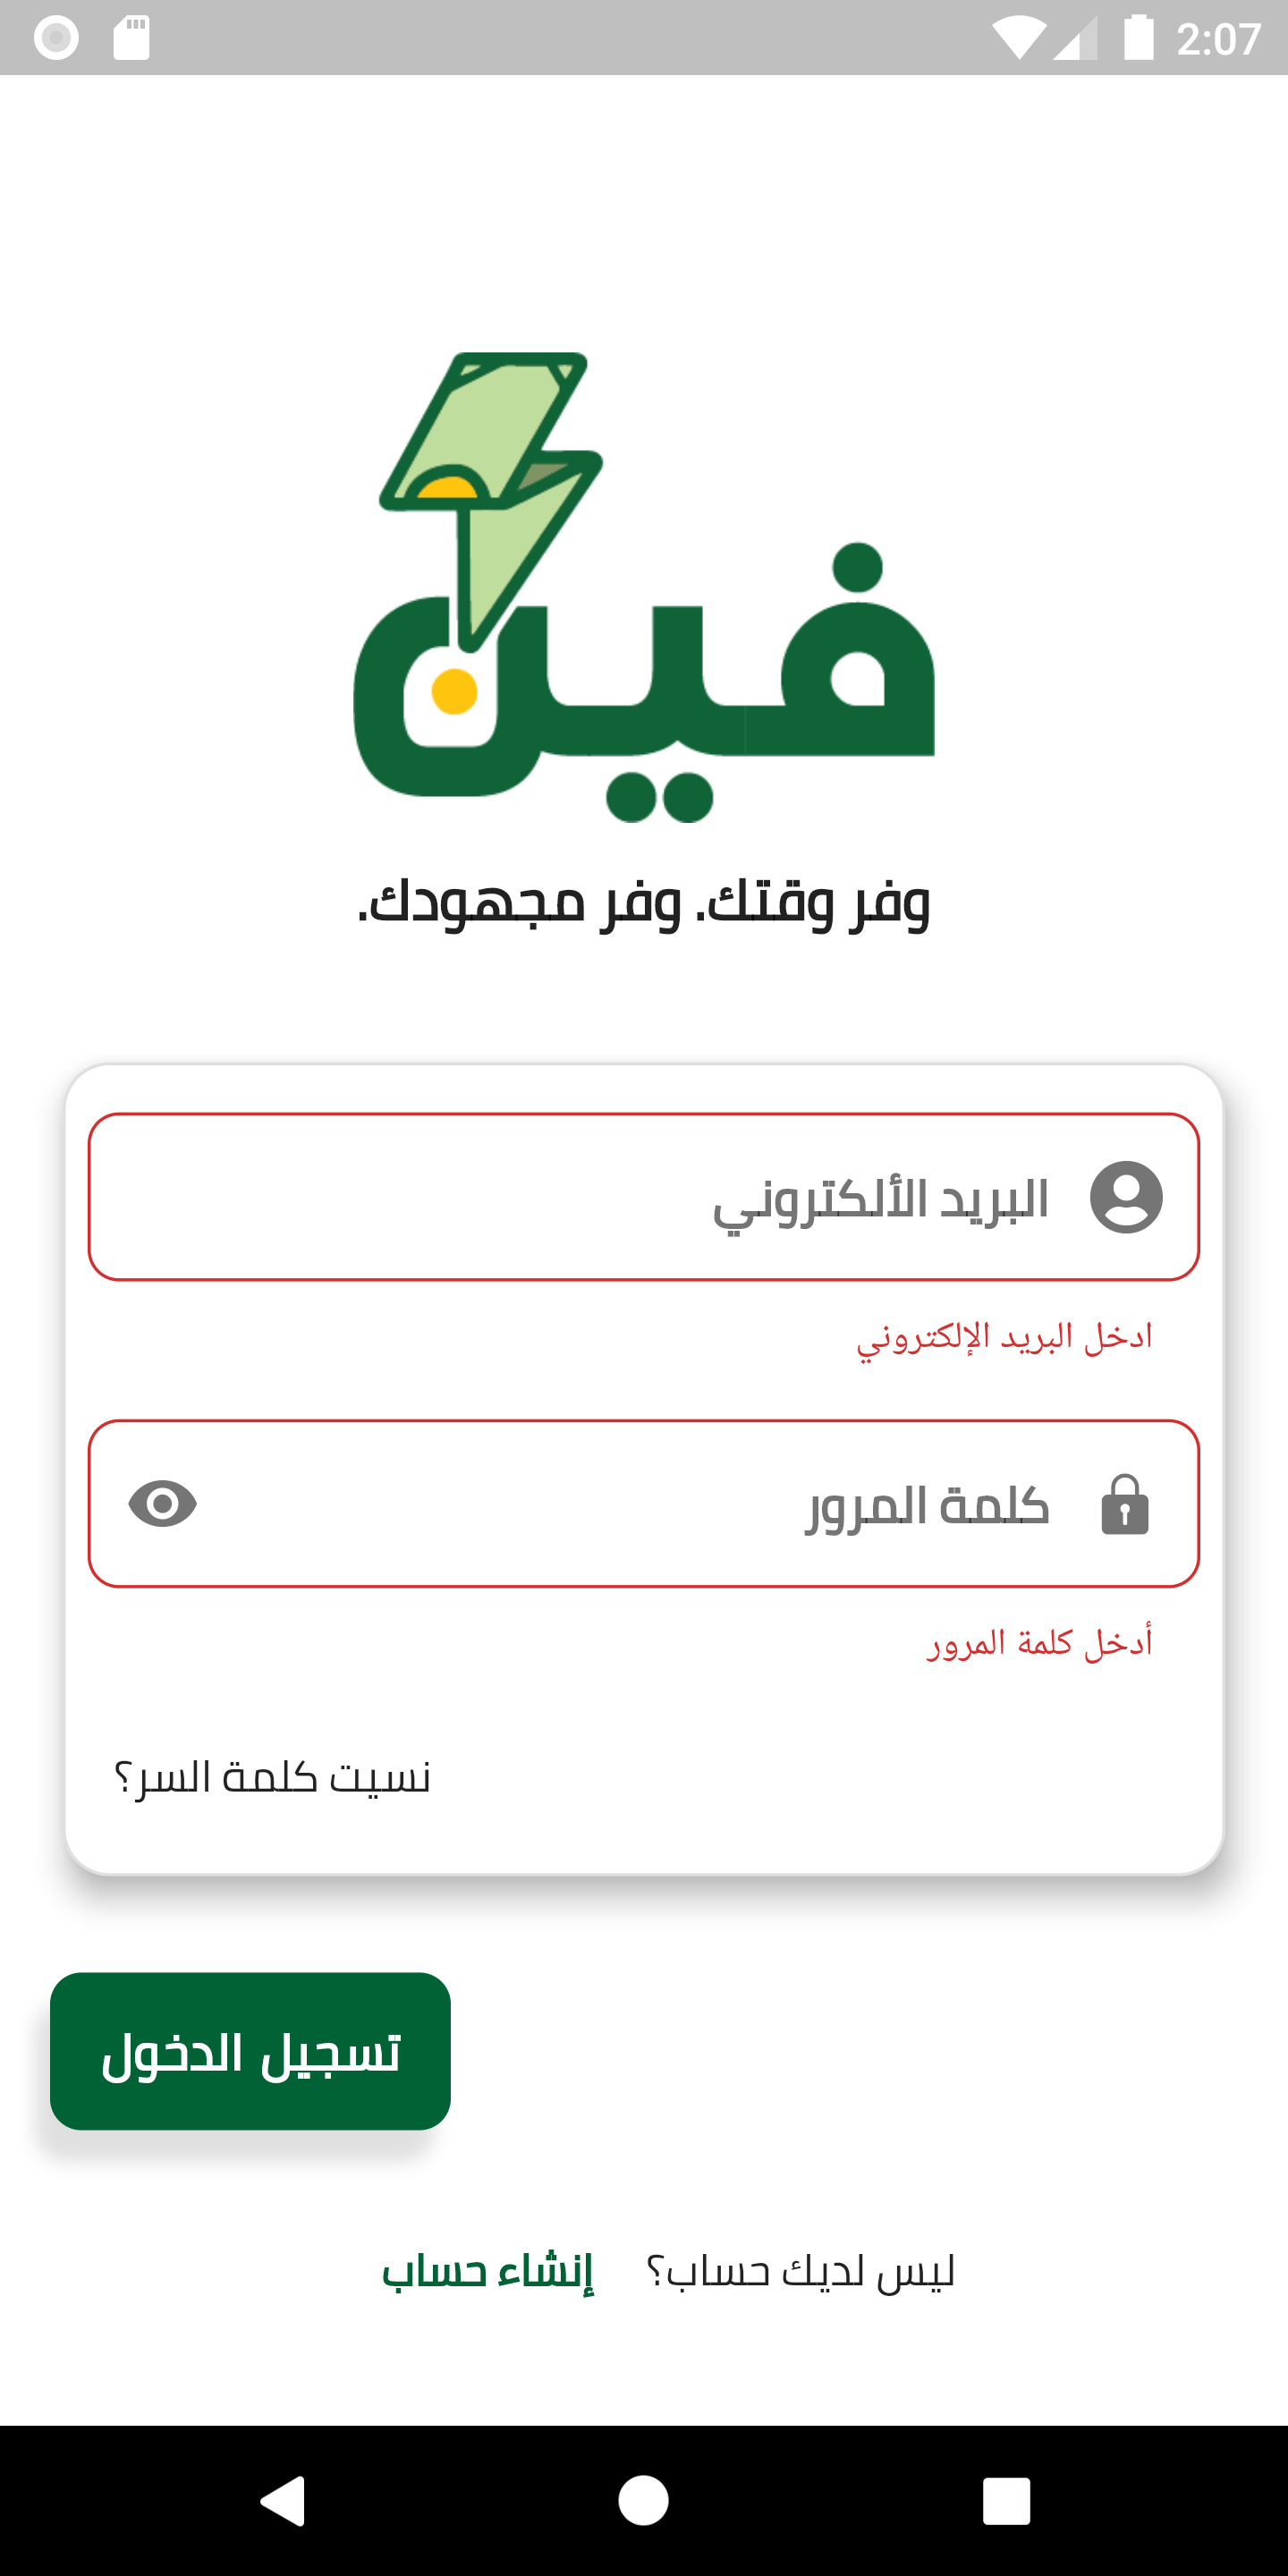 2:07
فين
وفر وقتك. وفر مجهودك.
البريد الألكتروني
ادخل البريد الإلكتروني
كلمة المرور
أدخل كلمة المرور
نسيت كلمة السر؟
تسجيل الدخول
ليس لديك حساب؟ إنشاء حساب